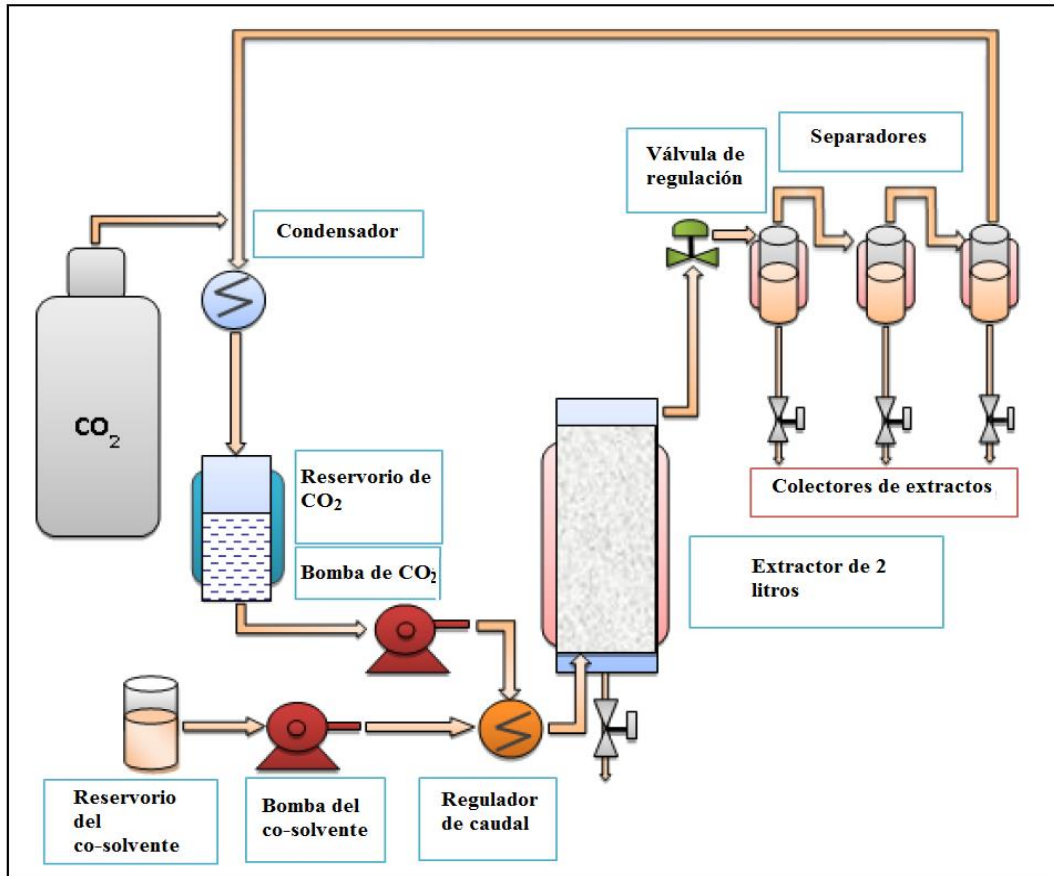 Separadores
Válvula de
regulación
Condensador
CO₂
Reservorio de
CO₂
Bomba de CO₂
Colectores de extractos
Extractor de 2
litros
Reservorio
del
co-solvente
Bomba del
co-solvente
Regulador
de caudal